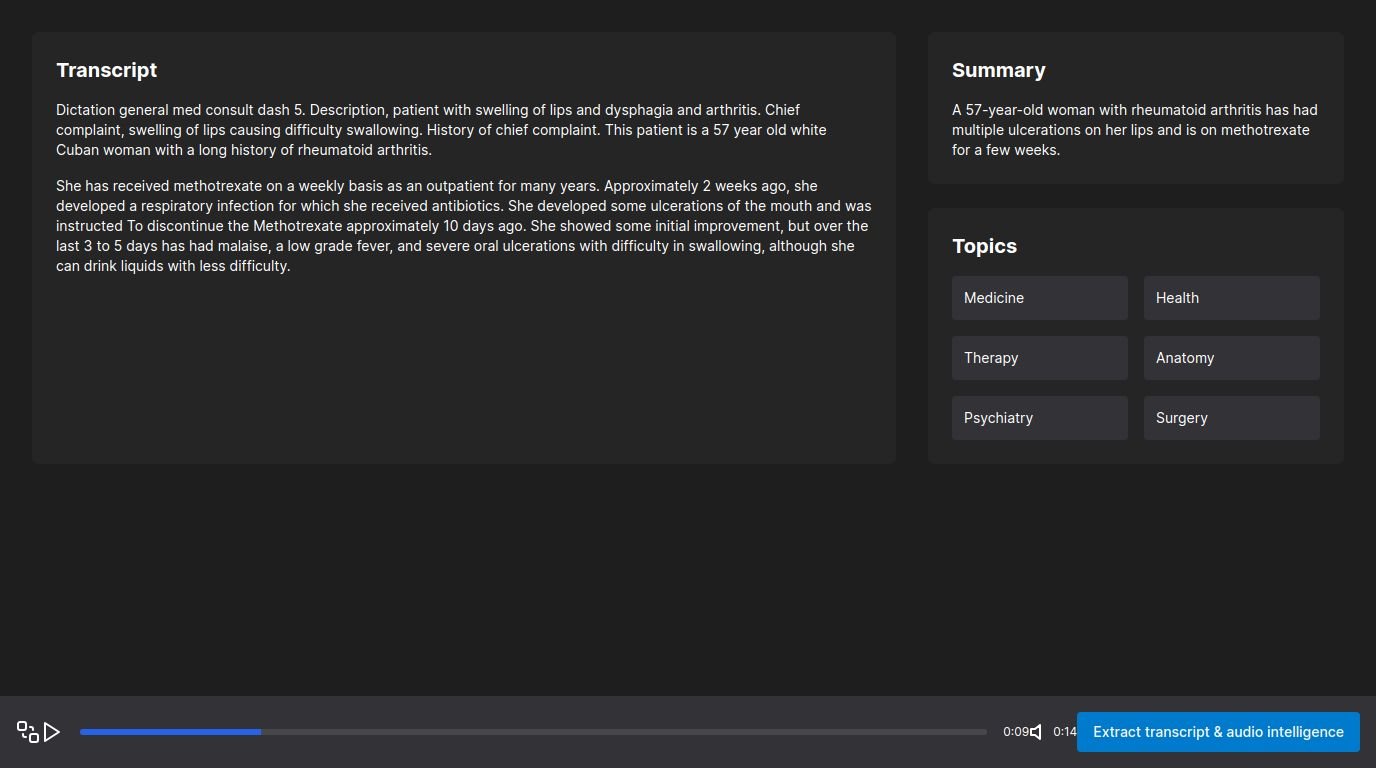 Transcript
Dictation general med consult dash 5. Description, patient with swelling of lips and dysphagia and arthritis. Chief
complaint, swelling of lips causing difficulty swallowing. History of chief complaint. This patient is a 57 year old white
Cuban woman with a long history of rheumatoid arthritis.
She has received methotrexate on a weekly basis as an outpatient for many years. Approximately 2 weeks ago, she
developed a respiratory infection for which she received antibiotics. She developed some ulcerations of the mouth and was
instructed To discontinue the Methotrexate approximately 10 days ago. She showed some initial improvement, but over the
last 3 to 5 days has had malaise, a low grade fever, and severe oral ulcerations with difficulty in swallowing, although she
can drink liquids with less difficulty.
Summary
A 57-year-old woman with rheumatoid arthritis has had
multiple ulcerations on her lips and is on methotrexate
for a few weeks.
Topics
Medicine
Health
Therapy
Anatomy
Psychiatry
Surgery
0:09
0:14
Extract transcript & audio intelligence